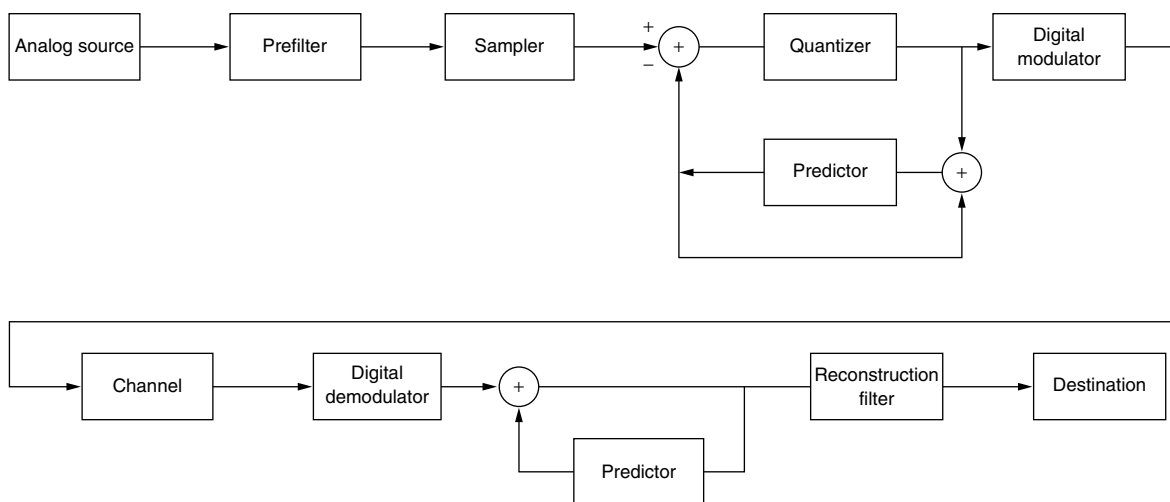 Analog source
Prefilter
Sampler
+
−
+
Quantizer
Digital
modulator
Predictor
+
Channel
Digital
demodulator
+
Reconstruction
filter
Destination
Predictor